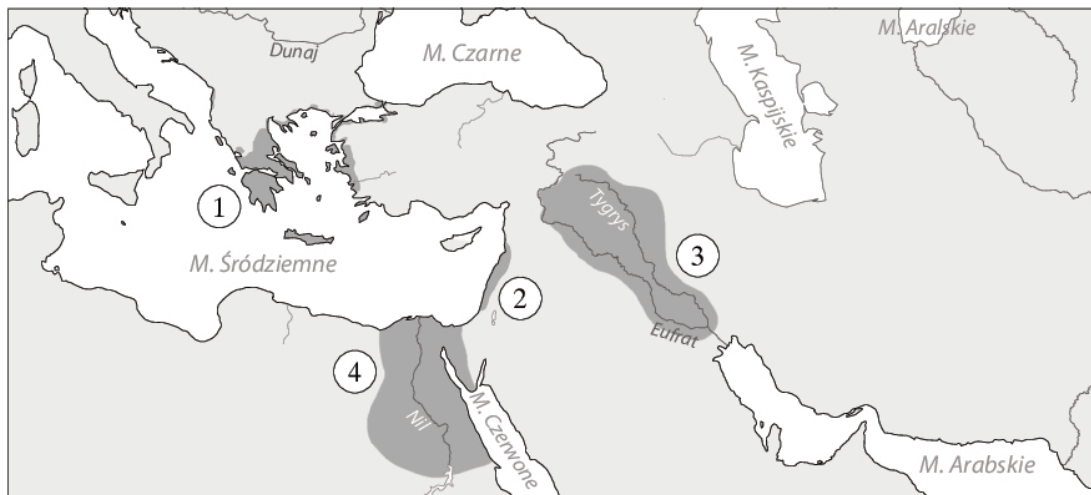 M. Aralskie
Dunaj
M. Czarne
M. Kaspijskie
Tygrys
1
M. Śródziemne
3
2
Eufrat
4
Nil
M. Czerwone
M. Arabskie